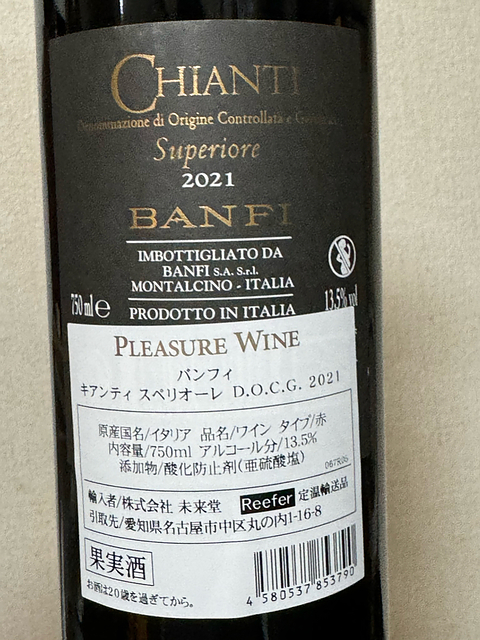 CHIANTI
Denominazione di Origine Controllata e
Superiore
2021
BANFI
IMBOTTIGLIATO DA
BANFI S.A. S.r.l.
MONTALCINO - ITALIA
750 ml e
13.5% vol
PRODOTTO IN ITALIA
PLEASURE WINE
バンフィ
キアンティ スペリオーレ D.O.C.G. 2021
原産国名/イタリア 品名/ワイン タイプ/赤
内容量/750ml アルコール分/13.5%
添加物/酸化防止剤(亜硫酸塩)
輸入者/株式会社 未来堂 Reefer 定温輸送品
引取先/愛知県名古屋市中区丸の内1-16-8
果実酒
お酒は20歳を過ぎてから。
4 580537 853790